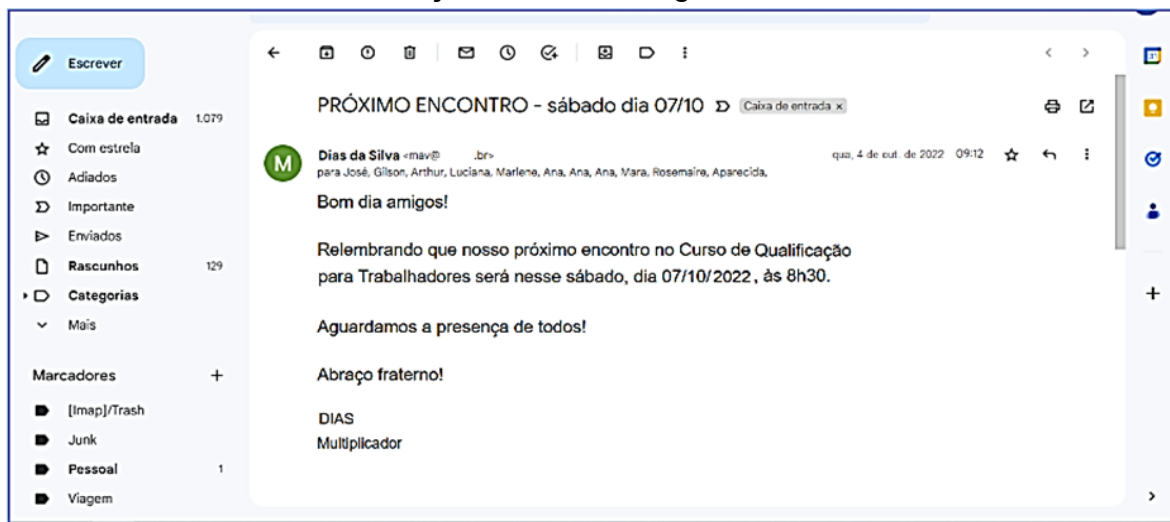 Escrever
Caixa de entrada 1.079
Com estrela
Adiados
Importante
Enviados
Rascunhos 129
Categorias
Mais
Marcadores +
[Imap]/Trash
Junk
Pessoal 1
Viagem
PRÓXIMO ENCONTRO - sábado dia 07/10 Caixa de entrada x
Dias da Silva <mav@ .br> qua, 4 de out. de 2022 09:12
para José, Gilson, Arthur, Luciana, Marlene, Ana, Ana, Ana, Mara, Rosemaire, Aparecida,
Bom dia amigos!
Relembrando que nosso próximo encontro no Curso de Qualificação
para Trabalhadores será nesse sábado, dia 07/10/2022, às 8h30.
Aguardamos a presença de todos!
Abraço fraterno!
DIAS
Multiplicador
M
31